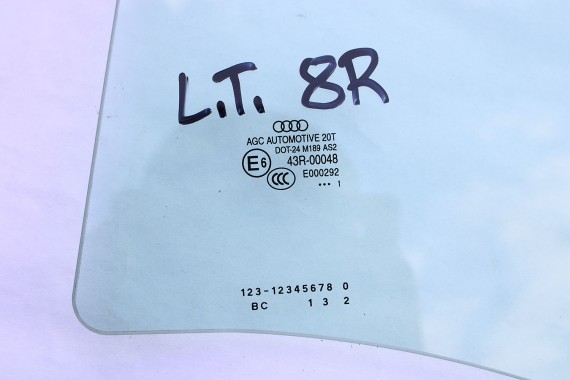 L.T. 8R
AGC AUTOMOTIVE 20T
DOT-24 M189 AS2
E6 43R-00048
CCC E000292
••• 1
123-12345678 0
BC 1 3 2